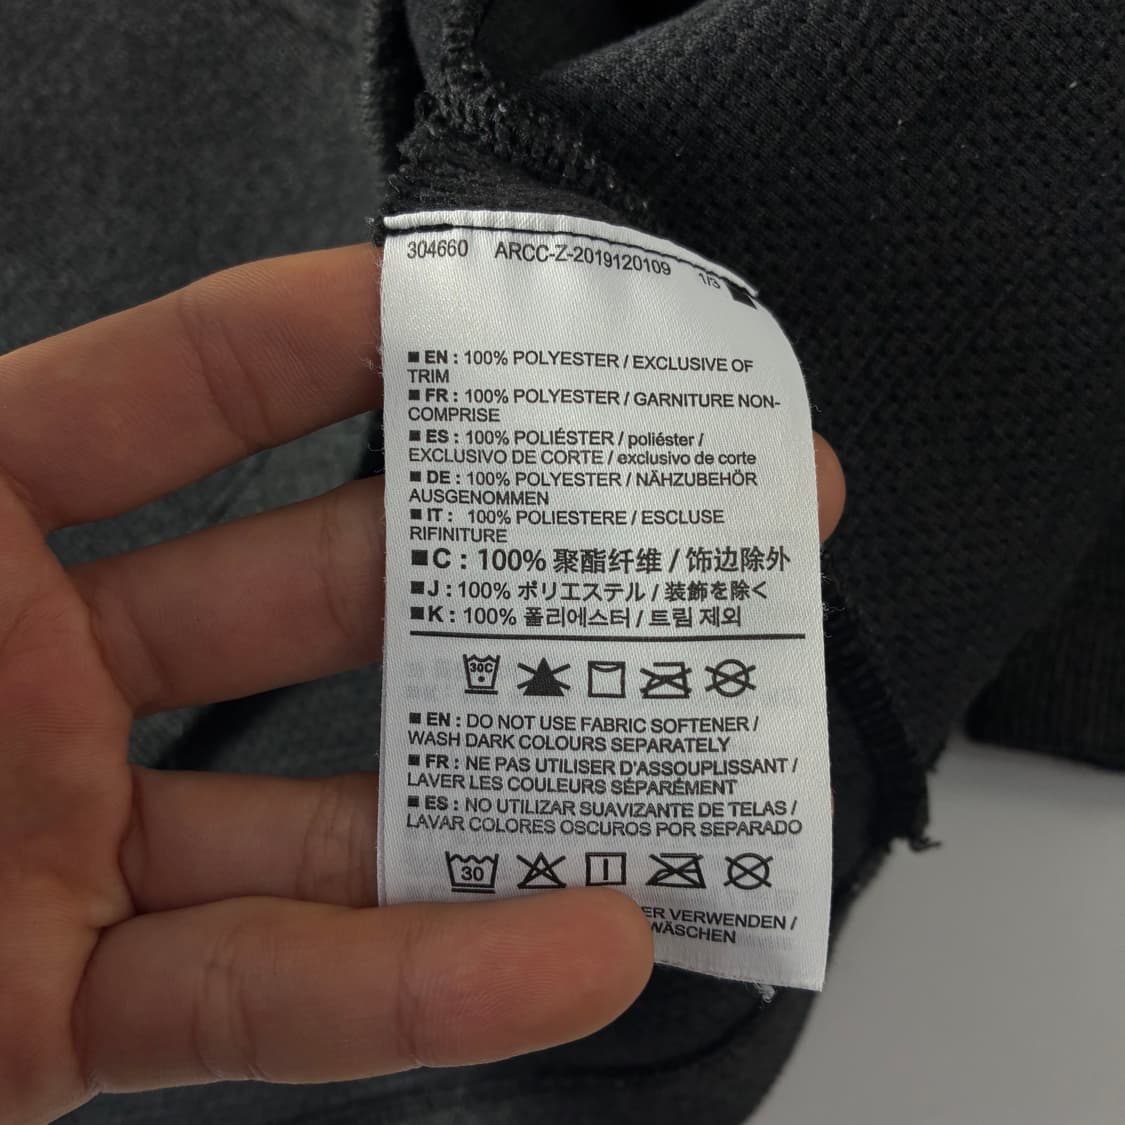 304660 ARCC-Z-2019120109 1/3
EN : 100% POLYESTER / EXCLUSIVE OF
TRIM
FR : 100% POLYESTER / GARNITURE NON-
COMPRISE
ES : 100% POLIÉSTER / poliéster /
EXCLUSIVO DE CORTE / exclusivo de corte
DE : 100% POLYESTER / NÄHZUBEHÖR
AUSGENOMMEN
IT : 100% POLIESTERE / ESCLUSE
RIFINITURE
C : 100% 聚酯纤维 / 饰边除外
J : 100% ポリエステル / 装飾を除く
K : 100% 폴리에스터 / 트림 제외
30C
EN : DO NOT USE FABRIC SOFTENER /
WASH DARK COLOURS SEPARATELY
FR : NE PAS UTILISER D'ASSOUPLISSANT /
LAVER LES COULEURS SÉPARÉMENT
ES : NO UTILIZAR SUAVIZANTE DE TELAS /
LAVAR COLORES OSCUROS POR SEPARADO
30
VERWENDEN /
WÄSCHEN